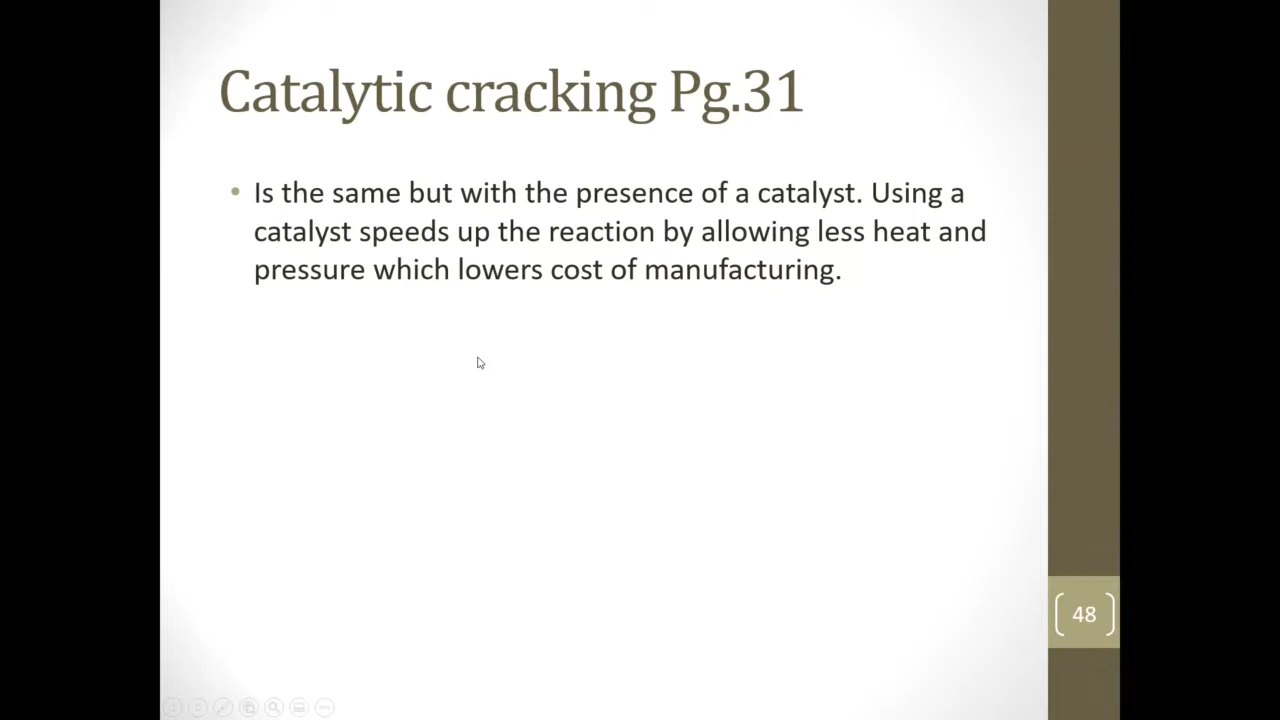 Catalytic cracking Pg.31
• Is the same but with the presence of a catalyst. Using a
catalyst speeds up the reaction by allowing less heat and
pressure which lowers cost of manufacturing.
48